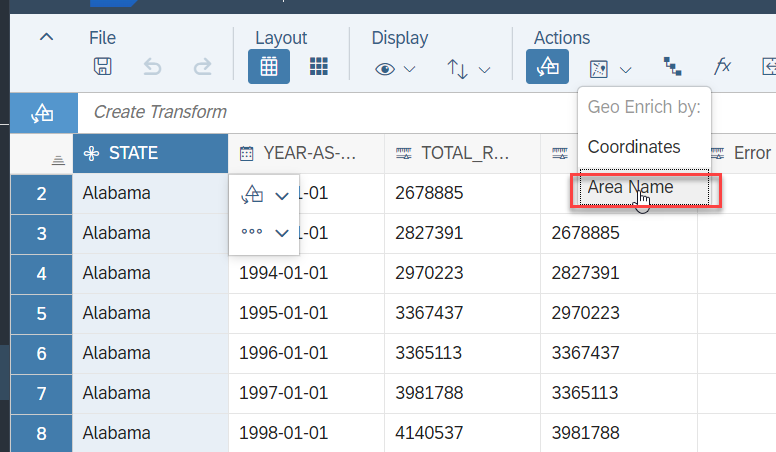 File Layout Display Actions
fx
Geo Enrich by:
Coordinates
Area Name
Create Transform
STATE YEAR-AS-... TOTAL_R... Error
2 Alabama -01-01 2678885
3 Alabama -01 2827391 2678885
4 Alabama 1994-01-01 2970223 2827391
5 Alabama 1995-01-01 3367437 2970223
6 Alabama 1996-01-01 3365113 3367437
7 Alabama 1997-01-01 3981788 3365113
8 Alabama 1998-01-01 4140537 3981788